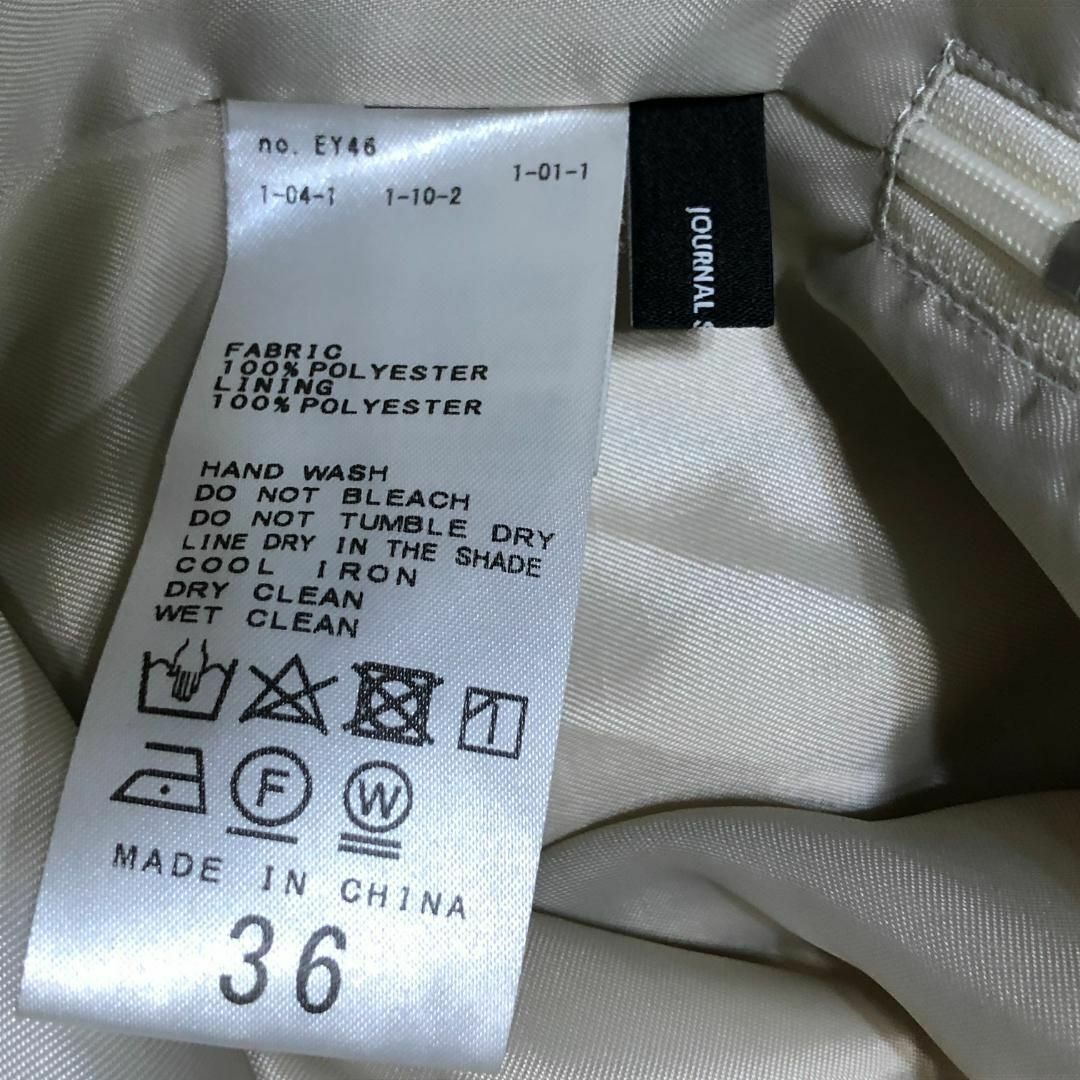 no. EY46
1-01-1
1-04-1 1-10-2
FABRIC
100% POLYESTER
LINING
100% POLYESTER
HAND WASH
DO NOT BLEACH
DO NOT TUMBLE DRY
LINE DRY IN THE SHADE
COOL IRON
DRY CLEAN
WET CLEAN
F
W
MADE IN CHINA
36
JOURNAL S